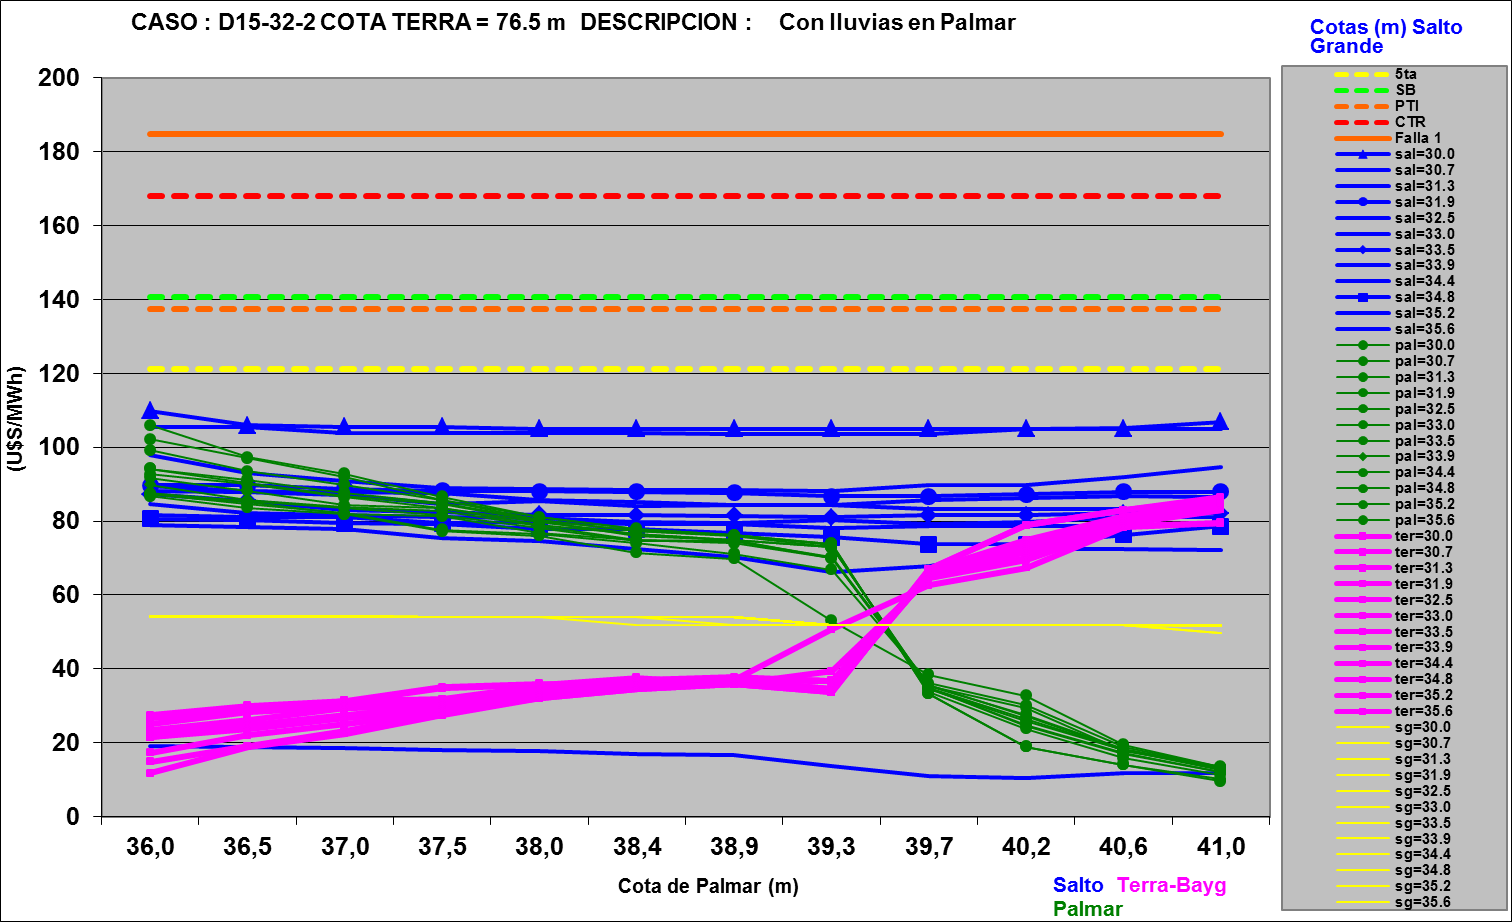 CASO : D15-32-2 COTA TERRA = 76.5 m DESCRIPCION : Con lluvias en Palmar
Cotas (m) Salto
Grande
200
180
160
140
120
100
80
60
40
20
0
(U$S/MWh)
36,0 36,5 37,0 37,5 38,0 38,4 38,9 39,3 39,7 40,2 40,6 41,0
Cota de Palmar (m)
Salto Terra-Bayg
Palmar
5ta
SB
PTI
CTR
Falla 1
sal=30.0
sal=30.7
sal=31.3
sal=31.9
sal=32.5
sal=33.0
sal=33.5
sal=33.9
sal=34.4
sal=34.8
sal=35.2
sal=35.6
pal=30.0
pal=30.7
pal=31.3
pal=31.9
pal=32.5
pal=33.0
pal=33.5
pal=33.9
pal=34.4
pal=34.8
pal=35.2
pal=35.6
ter=30.0
ter=30.7
ter=31.3
ter=31.9
ter=32.5
ter=33.0
ter=33.5
ter=33.9
ter=34.4
ter=34.8
ter=35.2
ter=35.6
sg=30.0
sg=30.7
sg=31.3
sg=31.9
sg=32.5
sg=33.0
sg=33.5
sg=33.9
sg=34.4
sg=34.8
sg=35.2
sg=35.6